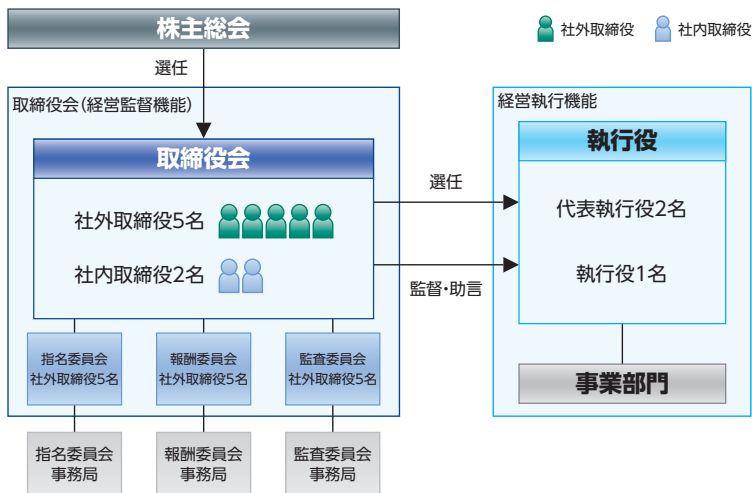 株主総会
社外取締役
社内取締役
選任
取締役会(経営監督機能)
取締役会
社外取締役5名
社内取締役2名
選任
監督・助言
経営執行機能
執行役
代表執行役2名
執行役1名
事業部門
指名委員会
社外取締役5名
報酬委員会
社外取締役5名
監査委員会
社外取締役5名
指名委員会
事務局
報酬委員会
事務局
監査委員会
事務局